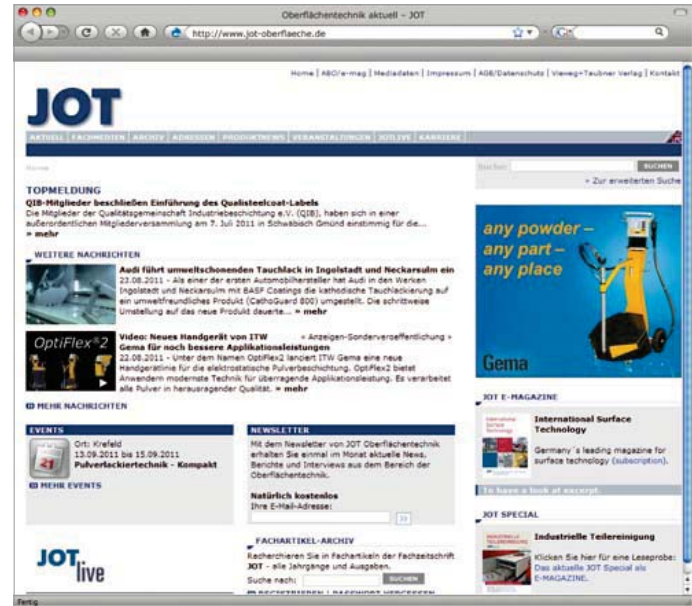 Oberflächentechnik aktuell – JOT
http://www.jot-oberflaeche.de
Home | ABO/e-mag | Mediadaten | Impressum | AGB/Datenschutz | Vieweg+Teubner Verlag | Kontakt
JOT
AKTUELL | FACHMEDIEN | ARCHIV | ADRESSEN | PRODUKTNEWS | VERANSTALTUNGEN | JOTLIVE | KARRIERE
Home
Suchen
SUCHEN
» Zur erweiterten Suche
TOPMELDUNG
QIB-Mitglieder beschließen Einführung des Qualisteelcoat-Labels
Die Mitglieder der Qualitätsgemeinschaft Industriebeschichtung e.V. (QIB), haben sich in einer
außerordentlichen Mitgliederversammlung am 7. Juli 2011 in Schwäbisch Gmünd einstimmig für die...
» mehr
WEITERE NACHRICHTEN
Audi führt umweltschonenden Tauchlack in Ingolstadt und Neckarsulm ein
23.08.2011 - Als einer der ersten Automobilhersteller hat Audi in den Werken
Ingolstadt und Neckarsulm mit BASF Coatings die kathodische Tauchlackierung auf
ein umweltfreundliches Produkt (CathoGuard 800) umgestellt. Die schrittweise
Umstellung auf das neue Produkt dauerte... » mehr
OptiFlex®2
Video: Neues Handgerät von ITW « Anzeigen-Sonderveroeffentlichung »
Gema für noch bessere Applikationsleistungen
22.08.2011 - Unter dem Namen OptiFlex2 lanciert ITW Gema eine neue
Handgerätlinie für die elektrostatische Pulverbeschichtung. OptiFlex2 bietet
Anwendern modernste Technik für überragende Applikationsleistung. Es verarbeitet
alle Pulver in herausragender Qualität. » mehr
MEHR NACHRICHTEN
any powder –
any part –
any place
Gema
EVENTS
21
Ort: Krefeld
13.09.2011 bis 15.09.2011
Pulverlackiertechnik - Kompakt
MEHR EVENTS
NEWSLETTER
Mit dem Newsletter von JOT Oberflächentechnik
erhalten Sie einmal im Monat aktuelle News,
Berichte und Interviews aus dem Bereich der
Oberflächentechnik.
Natürlich kostenlos
Ihre E-Mail-Adresse:
JOT E-MAGAZINE
International
Surface
Technology
International Surface
Technology
Germany´s leading magazine for
surface technology (subscription).
To have a look at excerpt.
JOT SPECIAL
INDUSTRIELLE
TEILEREINIGUNG
Industrielle Teilereinigung
Klicken Sie hier für eine Leseprobe:
Das aktuelle JOT Special als
E-MAGAZINE.
JOT
live
FACHARTIKEL-ARCHIV
Recherchieren Sie in Fachartikeln der Fachzeitschrift
JOT - alle Jahrgänge und Ausgaben.
Suche nach: SUCHEN
REGISTRIEREN | PASSWORT VERGESSEN
Fertig